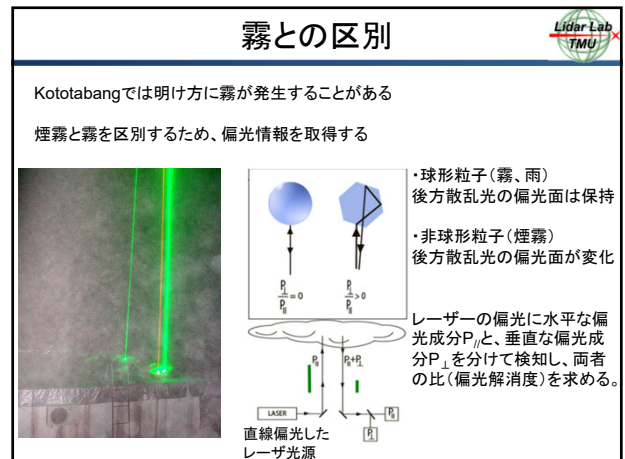 霧との区別
Lidar Lab
TMU
Kototabangでは明け方に霧が発生することがある
煙霧と霧を区別するため、偏光情報を取得する
・球形粒子（霧、雨）
後方散乱光の偏光面は保持
・非球形粒子（煙霧）
後方散乱光の偏光面が変化
P⊥/P∥ = 0
P⊥/P∥ > 0
レーザーの偏光に水平な偏
光成分P//と、垂直な偏光成
分P⊥を分けて検知し、両者
の比（偏光解消度）を求める。
P∥
P∥+P⊥
LASER
P∥
P⊥
直線偏光した
レーザ光源